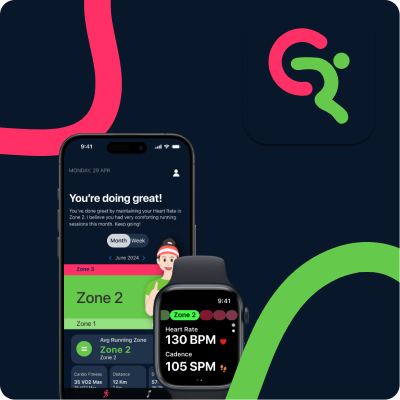 9:41
MONDAY, 29 APR
You're doing great!
You've done great by maintaining your Heart Rate in
Zone 2. I believe you had very comforting running
sessions this month. Keep going!
Month Week
June 2024
Zone 3
Zone 2
Zone 1
Avg Running Zone
Zone 2
Zone 2
Cardio Fitness
35 VO2 Max
Distance
12 Km
9:41
Zone 2
Heart Rate
130 BPM
Cadence
105 SPM